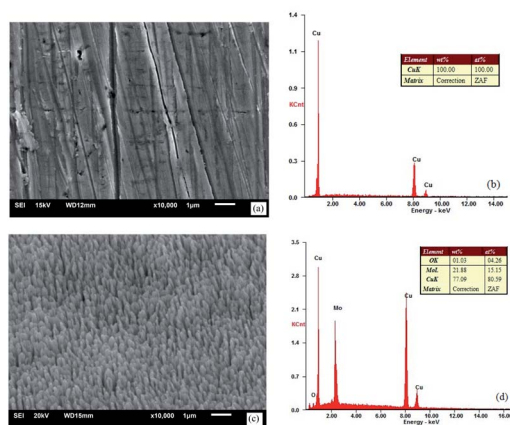 SEI 15kV WD12mm x10,000 1μm
(a)
1.4
1.1
0.8
0.6
0.3
0.0
KCnt
Cu
Cu
Cu
Element wt% at%
CuK 100.00 100.00
Matrix Correction ZAF
(b)
2.00 4.00 6.00 8.00 10.00 12.00 14.00
Energy - keV
SEI 20kV WD15mm x10,000 1μm
(c)
3.5
2.8
2.1
1.4
0.7
0.0
KCnt
O
Cu
Mo
Cu
Cu
Element wt% at%
OK 01.03 04.26
MoL 21.88 15.15
CuK 77.09 80.59
Matrix Correction ZAF
(d)
2.00 4.00 6.00 8.00 10.00 12.00 14.00
Energy - keV